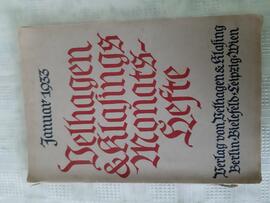 Januar 1933
Velhagen
& Klasings
Monats-
Hefte
Verlag von Velhagen & Klasing
Berlin·Bielefeld·Leipzig·Wien